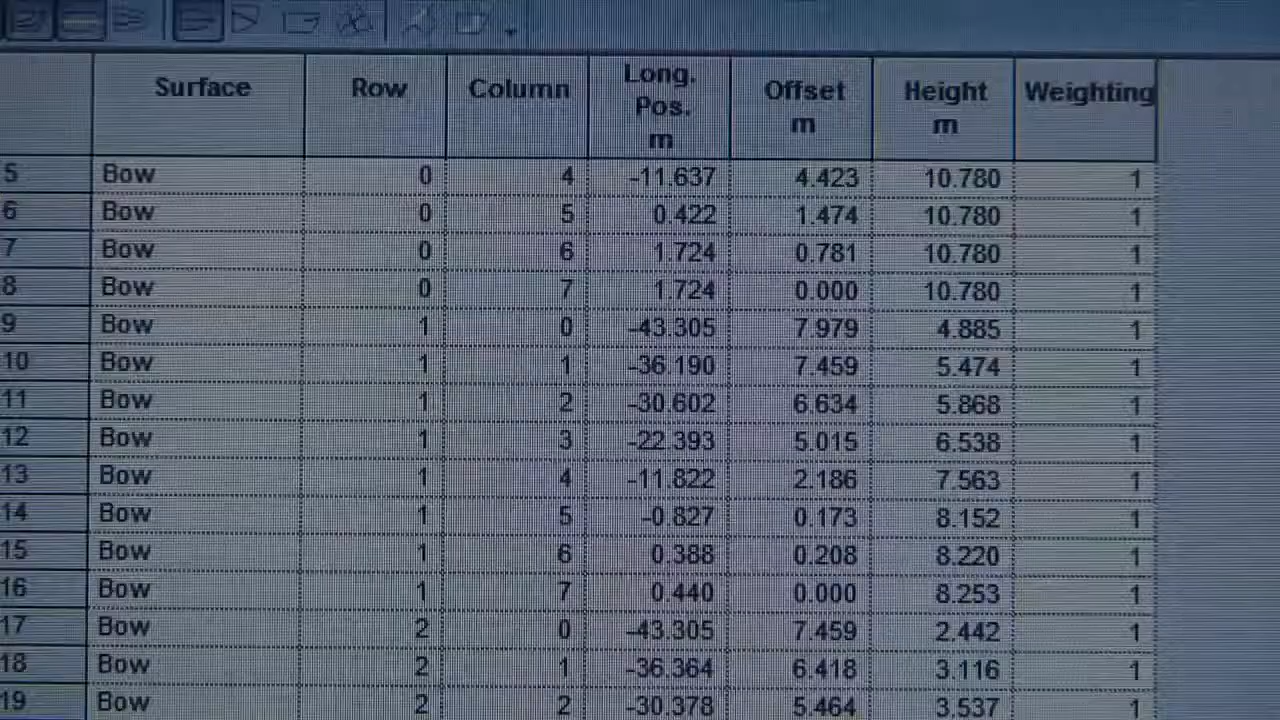 Surface Row Column Long. Pos. m Offset m Height m Weighting
5 Bow 0 4 -11.637 4.423 10.780 1
6 Bow 0 5 0.422 1.474 10.780 1
7 Bow 0 6 1.724 0.781 10.780 1
8 Bow 0 7 1.724 0.000 10.780 1
9 Bow 1 0 -43.305 7.979 4.885 1
10 Bow 1 1 -36.190 7.459 5.474 1
11 Bow 1 2 -30.602 6.634 5.868 1
12 Bow 1 3 -22.393 5.015 6.538 1
13 Bow 1 4 -11.822 2.186 7.563 1
14 Bow 1 5 -0.827 0.173 8.152 1
15 Bow 1 6 0.388 0.208 8.220 1
16 Bow 1 7 0.440 0.000 8.253 1
17 Bow 2 0 -43.305 7.459 2.442 1
18 Bow 2 1 -36.364 6.418 3.116 1
19 Bow 2 2 -30.378 5.464 3.537 1